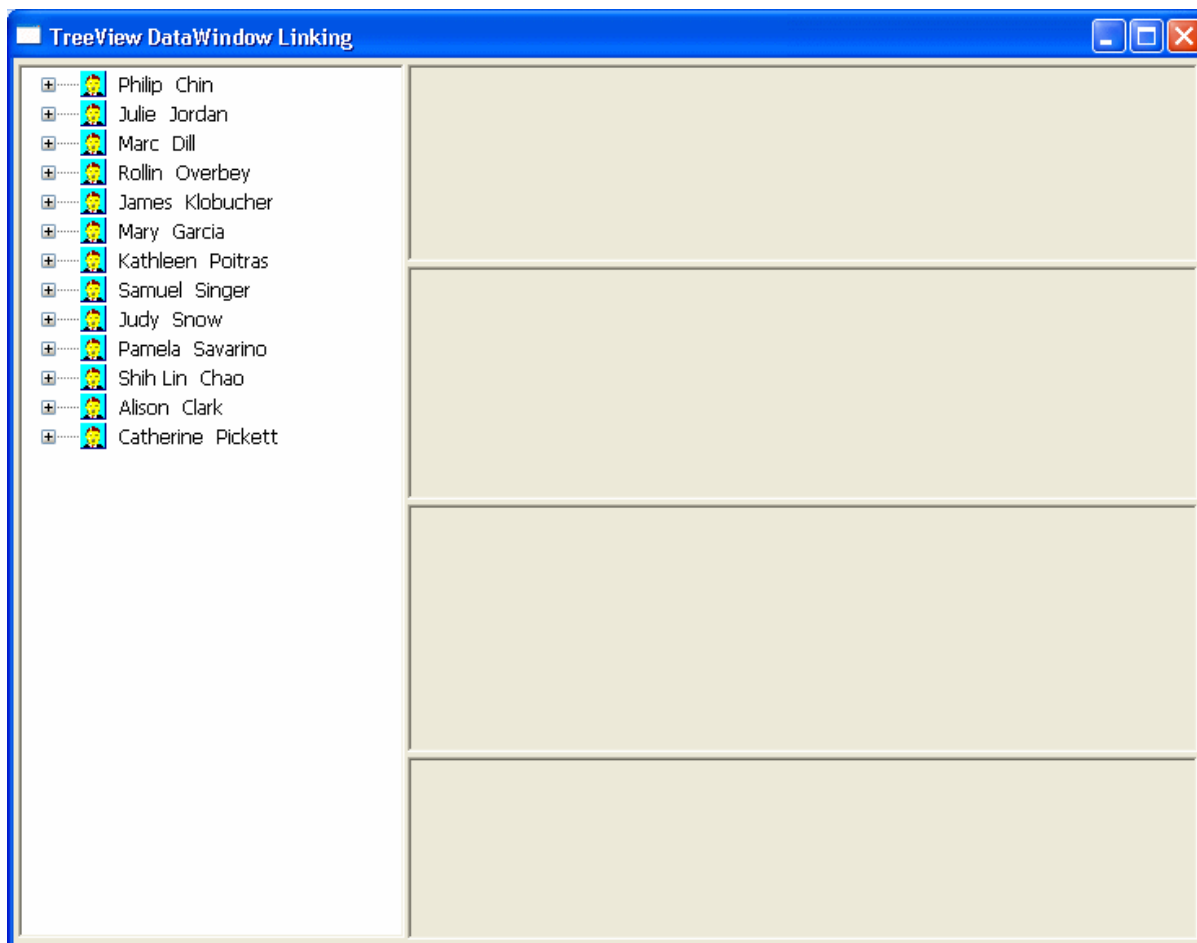 TreeView DataWindow Linking
Philip Chin
Julie Jordan
Marc Dill
Rollin Overbey
James Klobucher
Mary Garcia
Kathleen Poitras
Samuel Singer
Judy Snow
Pamela Savarino
Shih Lin Chao
Alison Clark
Catherine Pickett